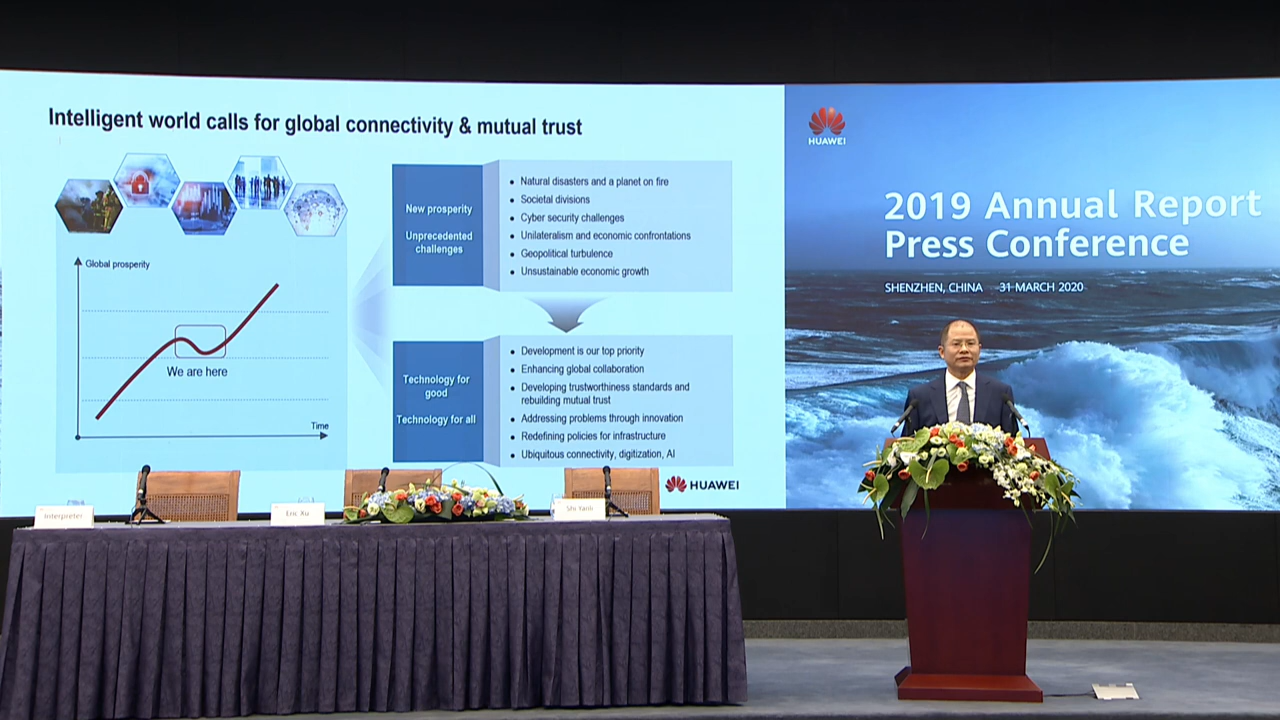 Intelligent world calls for global connectivity & mutual trust
Global prosperity
We are here
Time
New prosperity
Unprecedented
challenges
Natural disasters and a planet on fire
Societal divisions
Cyber security challenges
Unilateralism and economic confrontations
Geopolitical turbulence
Unsustainable economic growth
Technology for
good
Technology for all
Development is our top priority
Enhancing global collaboration
Developing trustworthiness standards and
rebuilding mutual trust
Addressing problems through innovation
Redefining policies for infrastructure
Ubiquitous connectivity, digitization, AI
HUAWEI
HUAWEI
2019 Annual Report
Press Conference
SHENZHEN, CHINA 31 MARCH 2020
Interpreter
Eric Xu
Shi Yanli